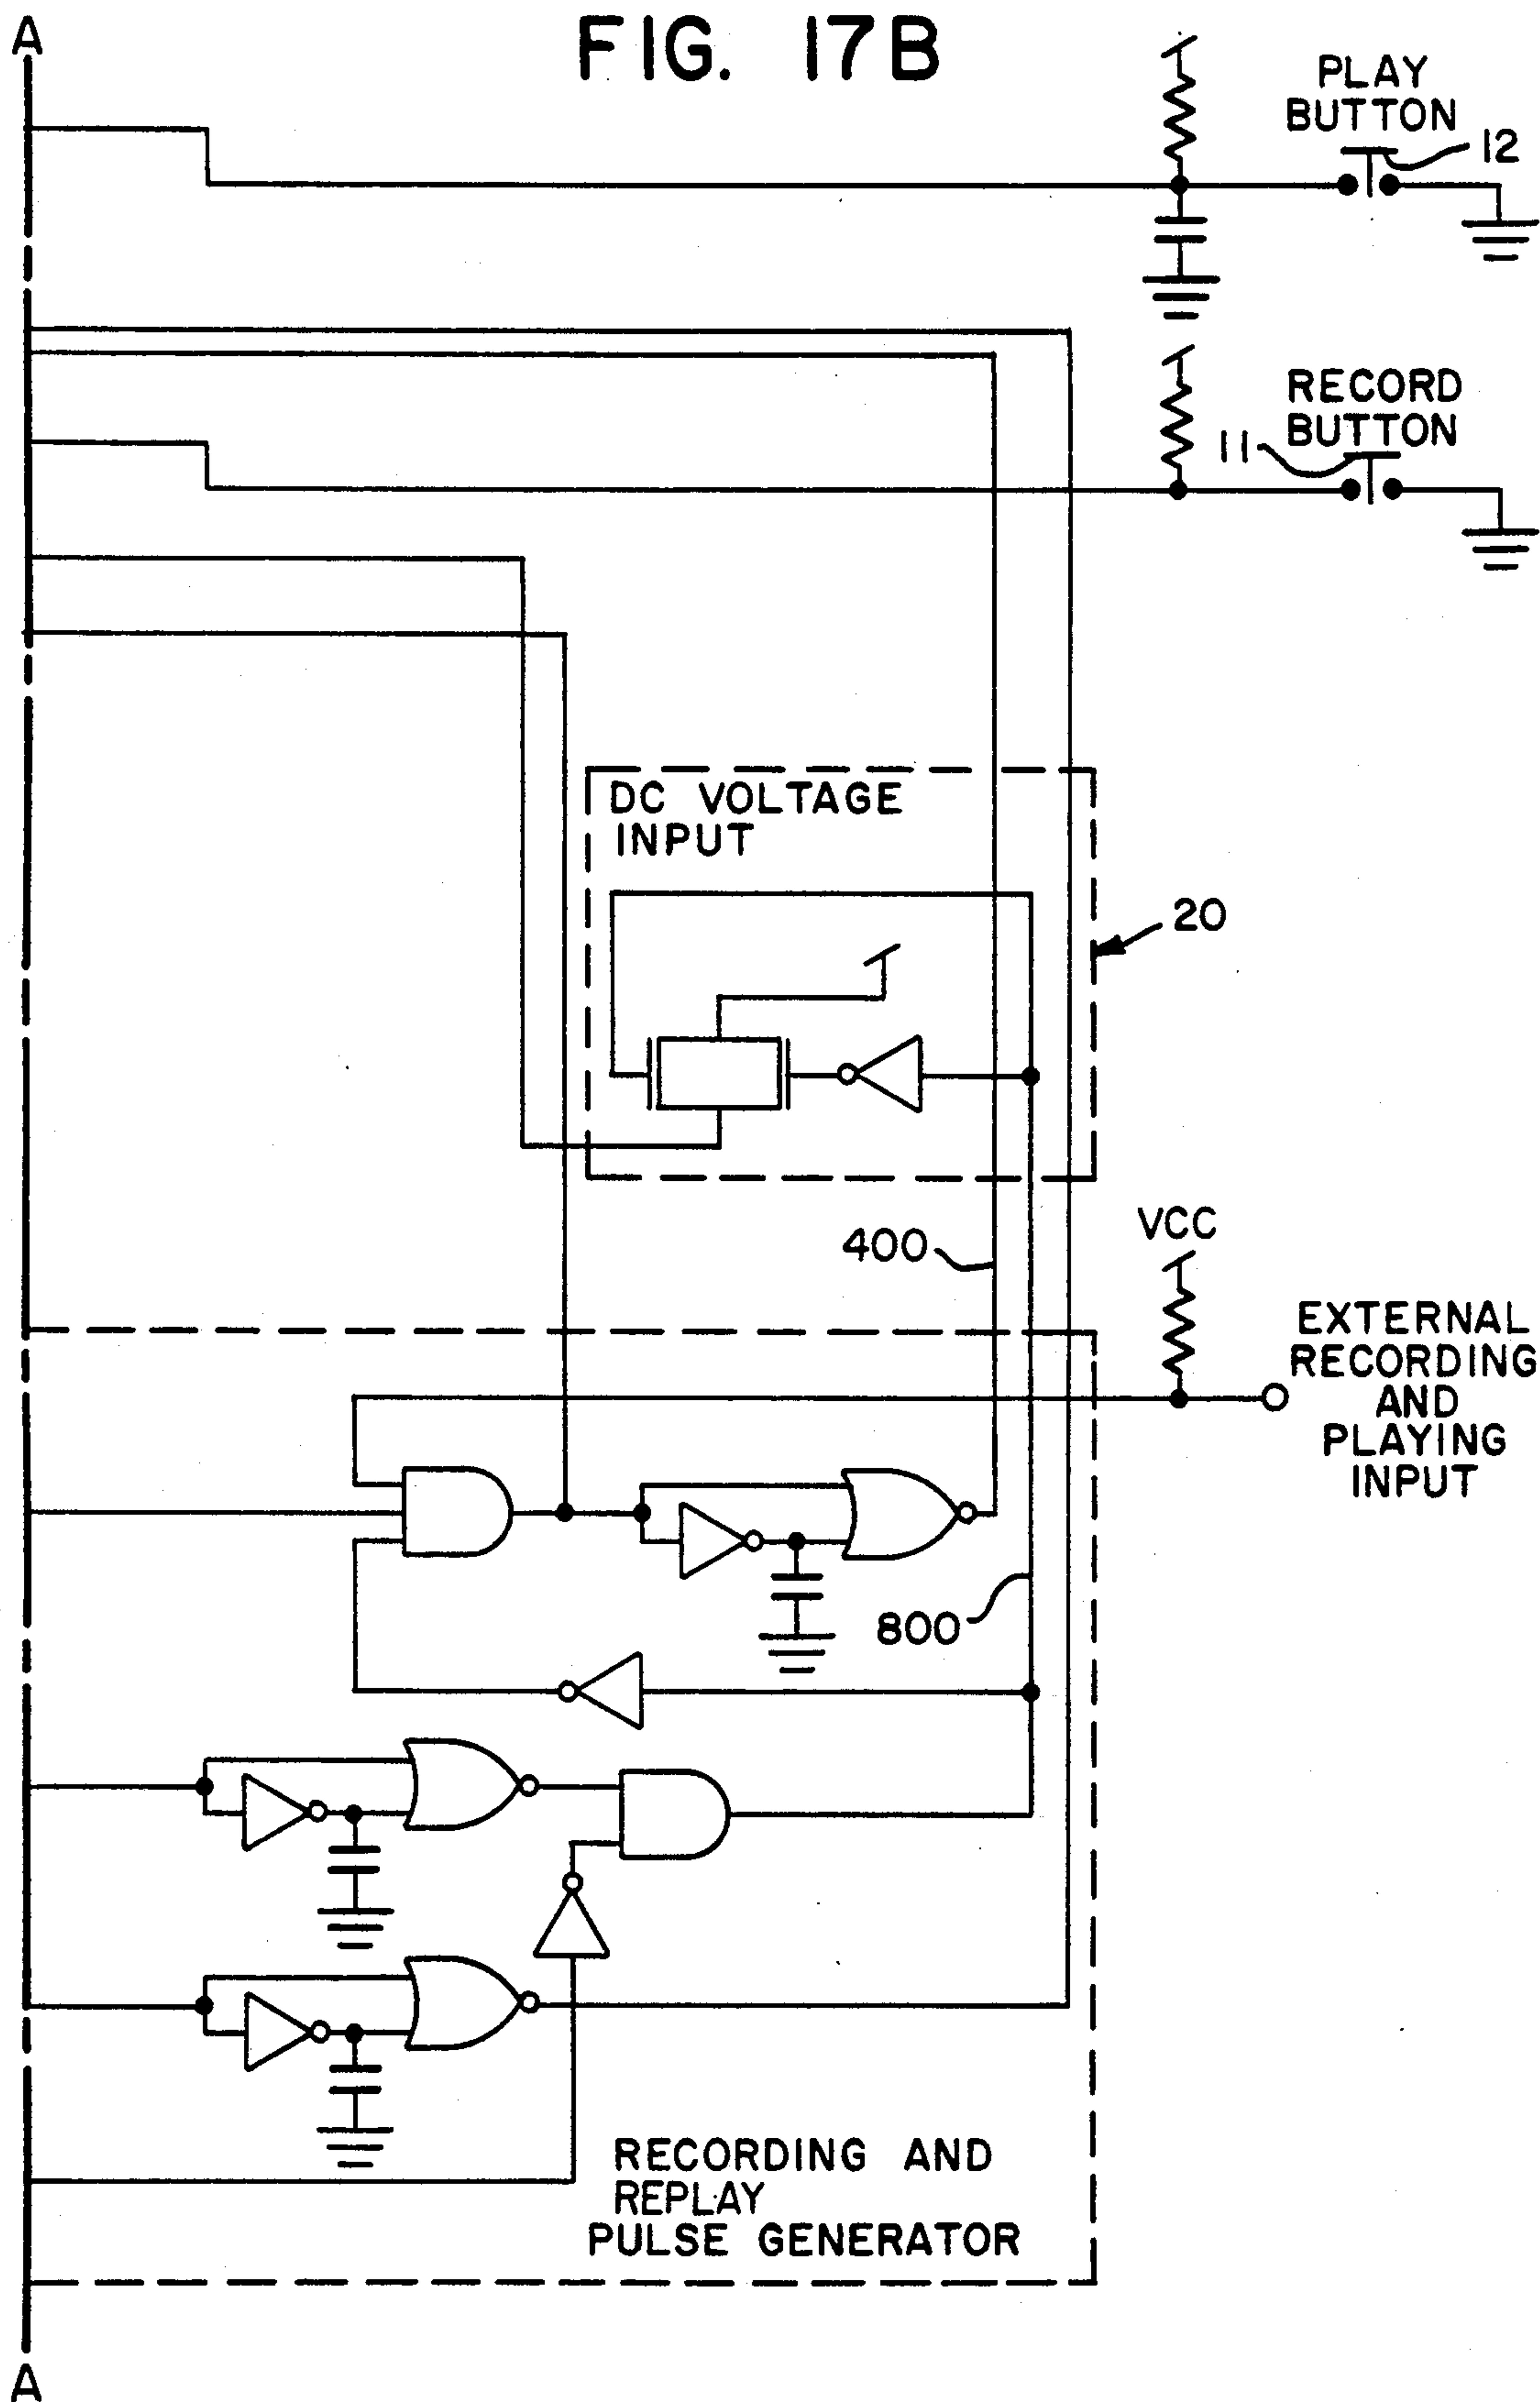 A
FIG. 17B
PLAY
BUTTON
12
RECORD
BUTTON
11
DC VOLTAGE
INPUT
20
400
VCC
EXTERNAL
RECORDING
AND
PLAYING
INPUT
800
RECORDING AND
REPLAY
PULSE GENERATOR
A